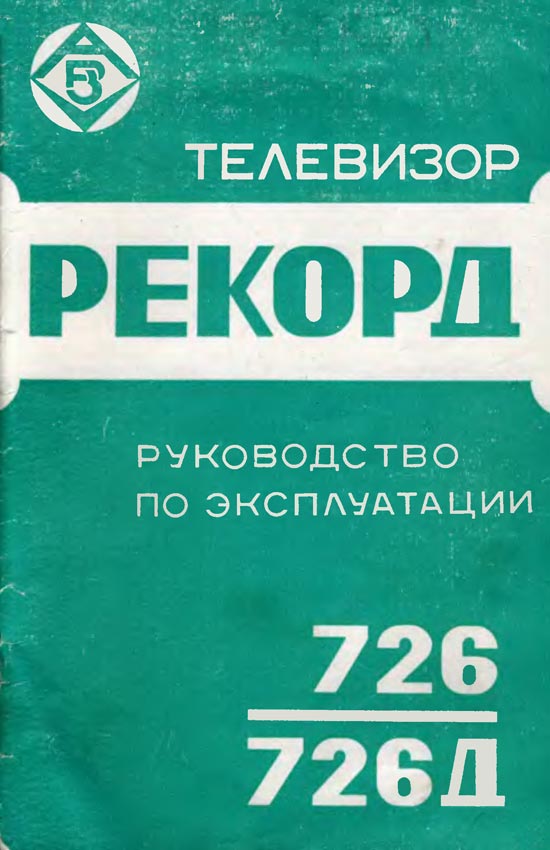 ТЕЛЕВИЗОР
РЕКОРД
РУКОВОДСТВО
ПО ЭКСПЛУАТАЦИИ
726
726Д